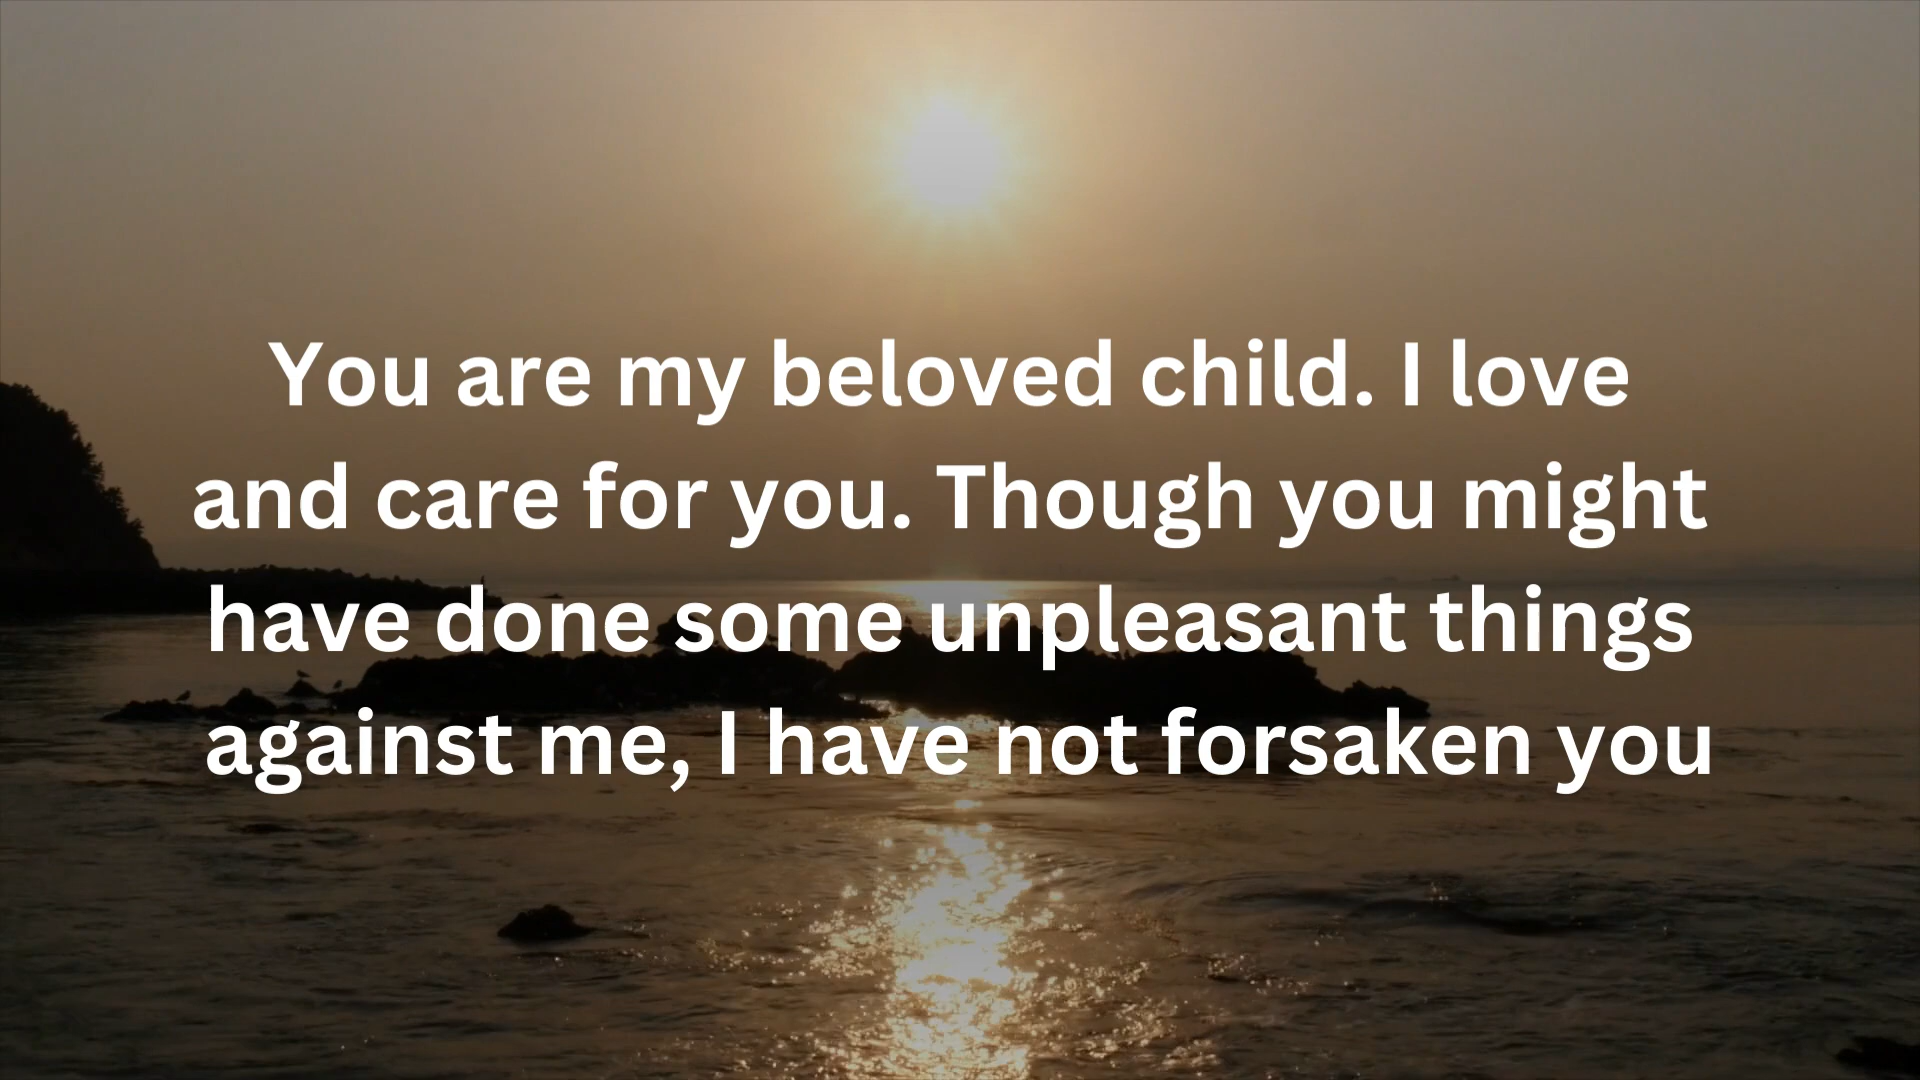 You are my beloved child. I love
and care for you. Though you might
have done some unpleasant things
against me, I have not forsaken you